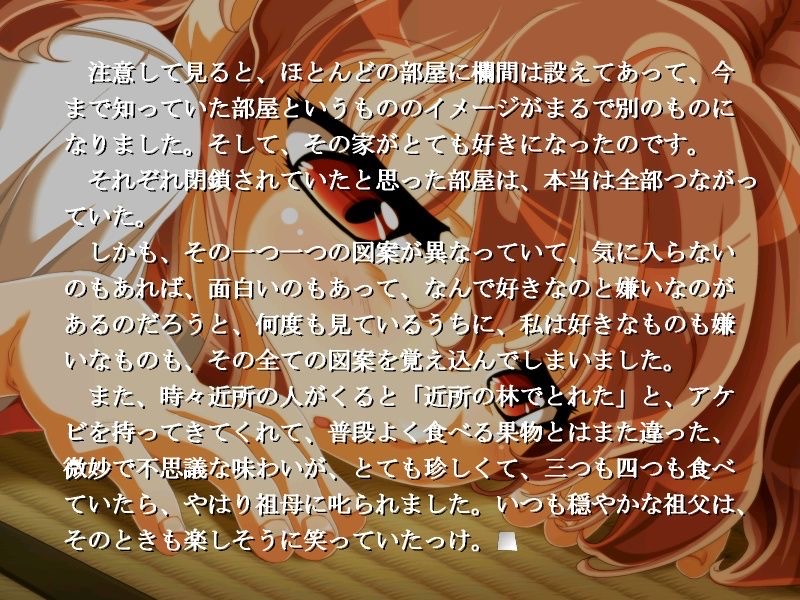 注意して見ると、ほとんどの部屋に欄間は設えてあって、今
まで知っていた部屋というもののイメージがまるで別のものに
なりました。そして、その家がとても好きになったのです。
　それぞれ閉鎖されていたと思った部屋は、本当は全部つながっ
ていた。
　しかも、その一つ一つの図案が異なっていて、気に入らない
のもあれば、面白いのもあって、なんで好きなのと嫌いなのが
あるのだろうと、何度も見ているうちに、私は好きなものも嫌
いなものも、その全ての図案を覚え込んでしまいました。
　また、時々近所の人がくると「近所の林でとれた」と、アケ
ビを持ってきてくれて、普段よく食べる果物とはまた違った、
微妙で不思議な味わいが、とても珍しくて、三つも四つも食べ
ていたら、やはり祖母に叱られました。いつも穏やかな祖父は、
そのときも楽しそうに笑っていたっけ。